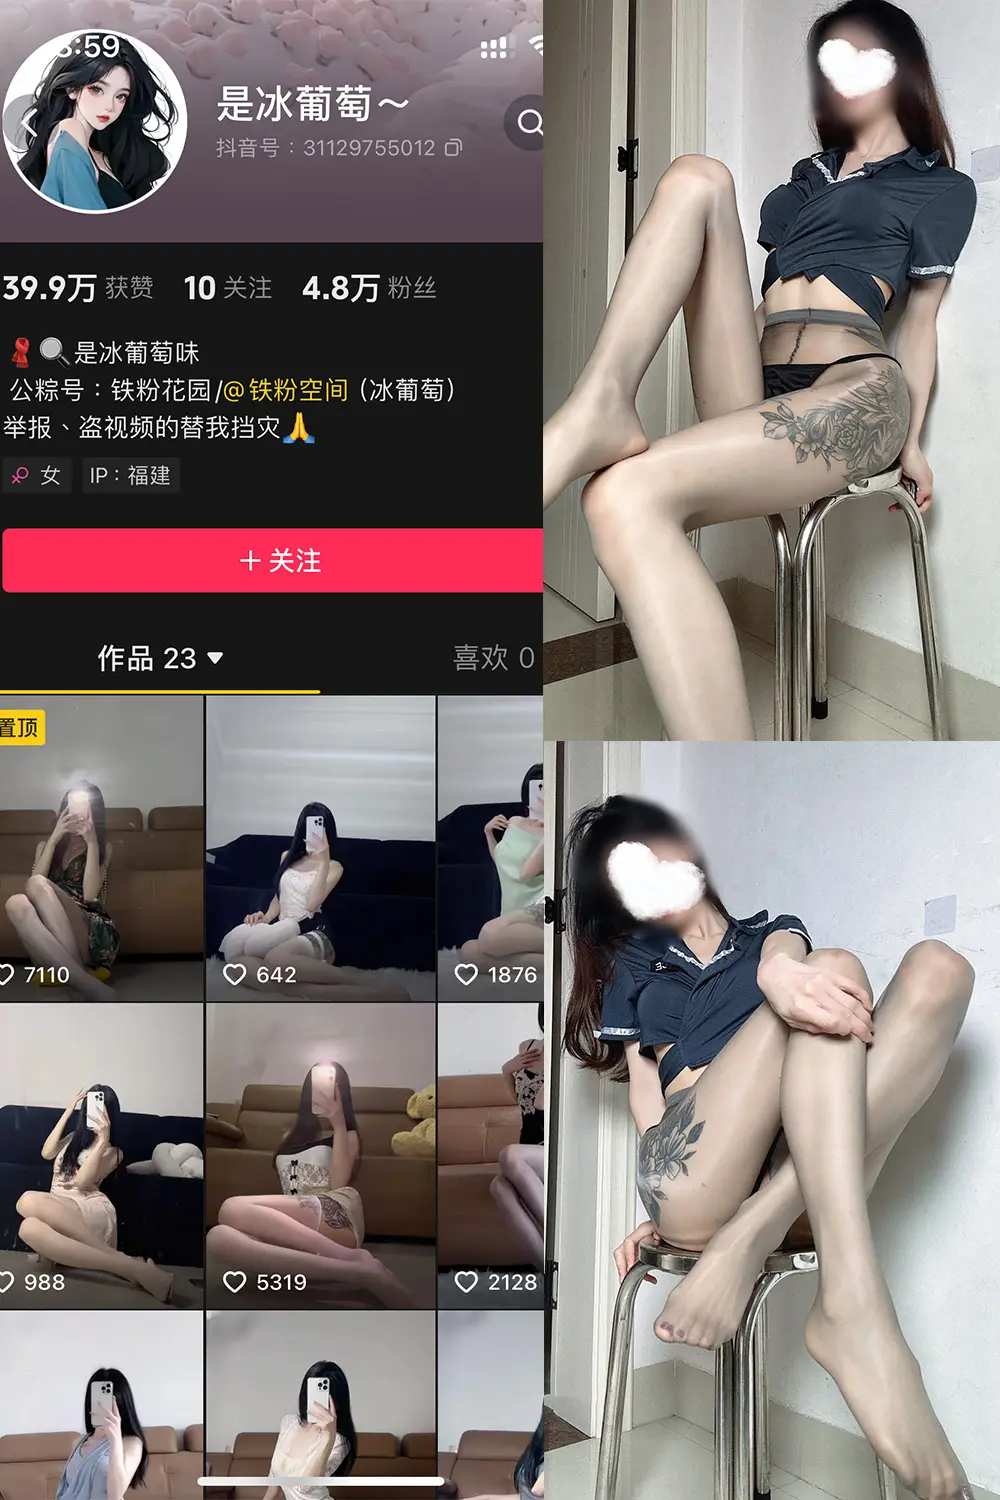 8:59
是冰葡萄～
抖音号：31129755012
39.9万 获赞 10 关注 4.8万 粉丝
是冰葡萄味
公粽号：铁粉花园/@铁粉空间（冰葡萄）
举报、盗视频的替我挡灾
女 IP：福建
＋关注
作品 23 喜欢 0
置顶
7110 642 1876
988 5319 2128